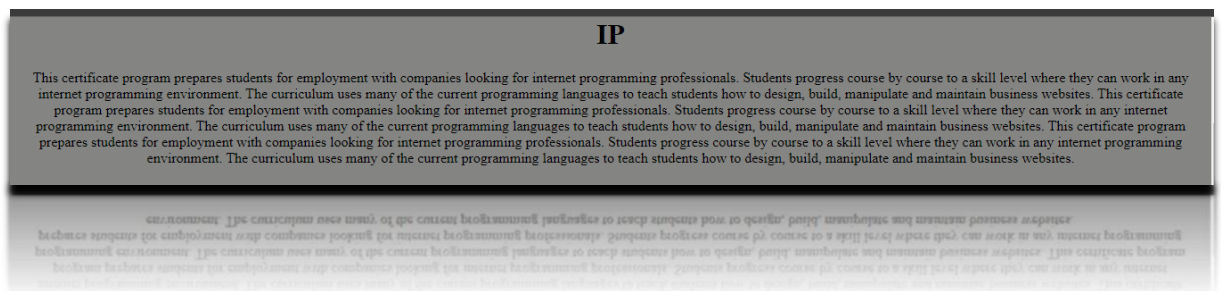 IP
This certificate program prepares students for employment with companies looking for internet programming professionals. Students progress course by course to a skill level where they can work in any
internet programming environment. The curriculum uses many of the current programming languages to teach students how to design, build, manipulate and maintain business websites. This certificate
program prepares students for employment with companies looking for internet programming professionals. Students progress course by course to a skill level where they can work in any internet
programming environment. The curriculum uses many of the current programming languages to teach students how to design, build, manipulate and maintain business websites. This certificate program
prepares students for employment with companies looking for internet programming professionals. Students progress course by course to a skill level where they can work in any internet programming
environment. The curriculum uses many of the current programming languages to teach students how to design, build, manipulate and maintain business websites.